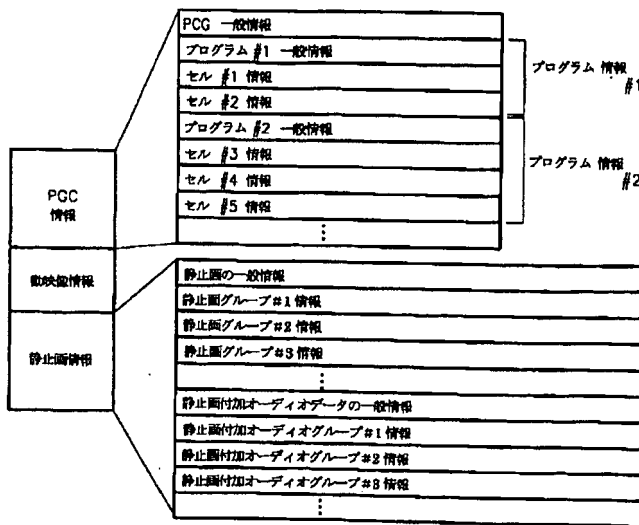 PGC
情報
動映像情報
静止画情報
PCG 一般情報
プログラム #1 一般情報
セル #1 情報
セル #2 情報
プログラム #2 一般情報
セル #3 情報
セル #4 情報
セル #5 情報
プログラム 情報
#1
プログラム 情報
#2
静止画の一般情報
静止画グループ#1 情報
静止画グループ#2 情報
静止画グループ#3 情報
静止画付加オーディオデータの一般情報
静止画付加オーディオグループ#1 情報
静止画付加オーディオグループ#2 情報
静止画付加オーディオグループ#3 情報